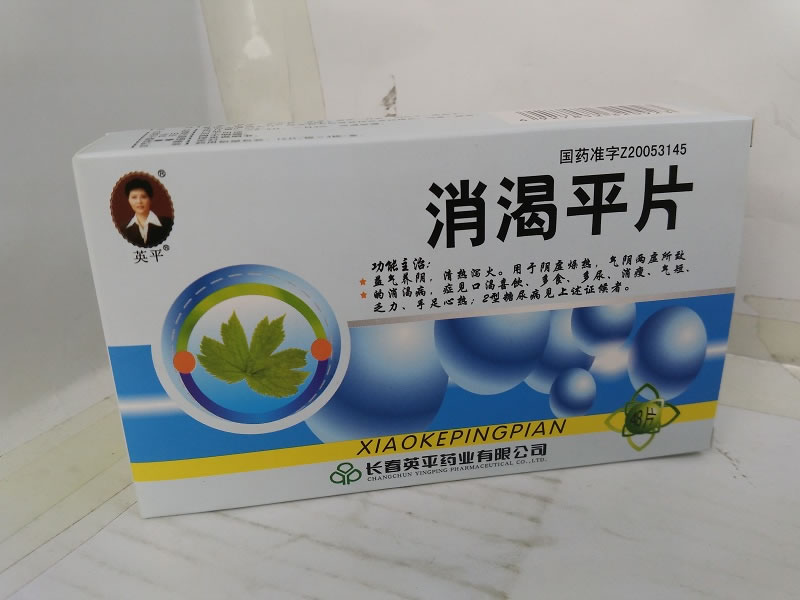 国药准字Z20053145
消渴平片
英平®
功能主治:
益气养阴,清热泻火。用于阴虚燥热,气阴两虚所致
的消渴病,症见口渴喜饮、多食、多尿、消瘦、气短、
乏力、手足心热;2型糖尿病见上述证候者。
XIAOKEPINGPIAN
长春英平药业有限公司
CHANGCHUN YINGPING PHARMACEUTICAL CO.,LTD.